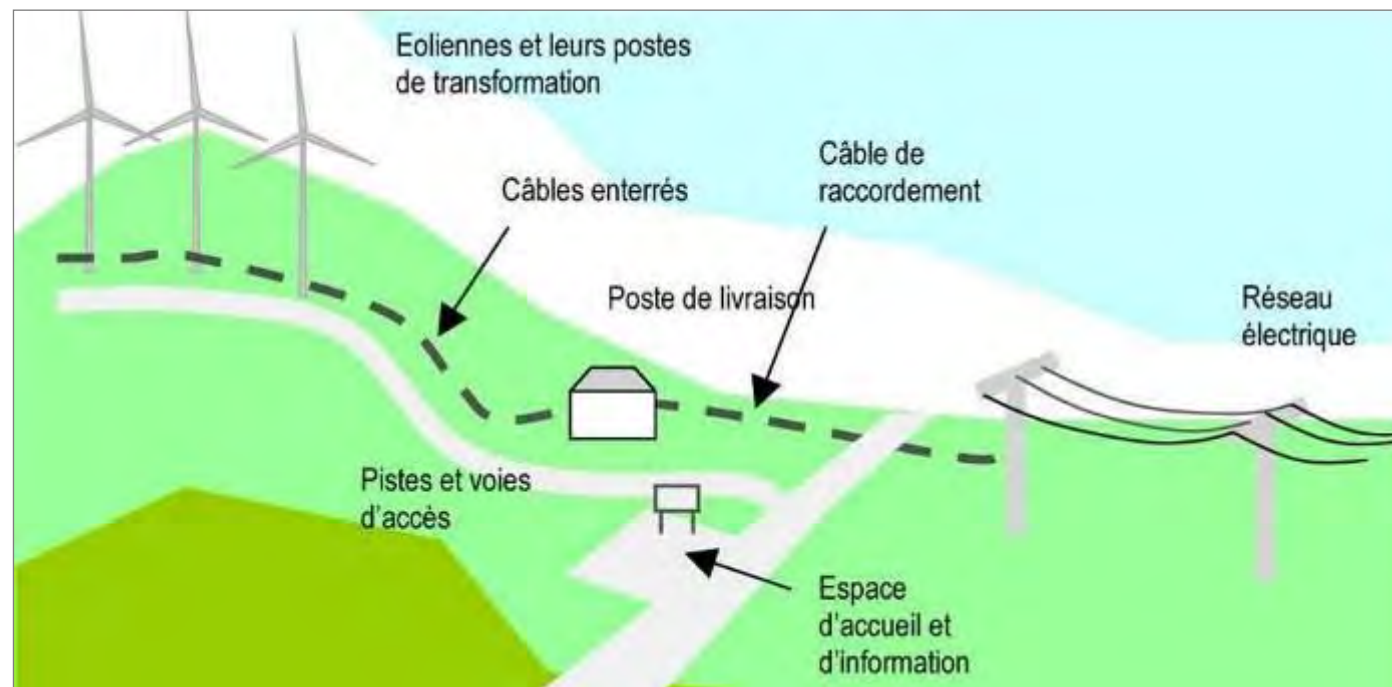 Eoliennes et leurs postes
de transformation
Câble de
raccordement
Câbles enterrés
Poste de livraison
Réseau
électrique
Pistes et voies
d'accès
Espace
d'accueil et
d'information